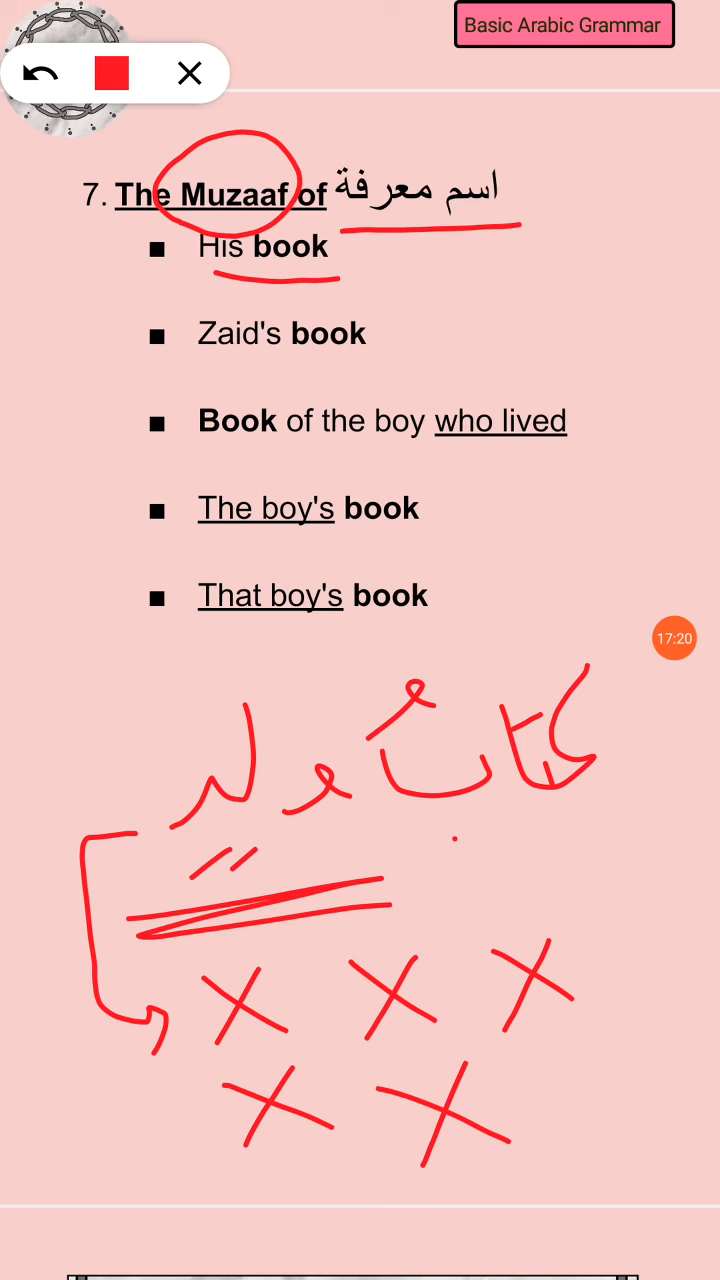 Basic Arabic Grammar
7. The Muzaaf of اسم معرفة
▪ His book
▪ Zaid's book
▪ Book of the boy who lived
▪ The boy's book
▪ That boy's book
17:20
كتابُ ولدٍ